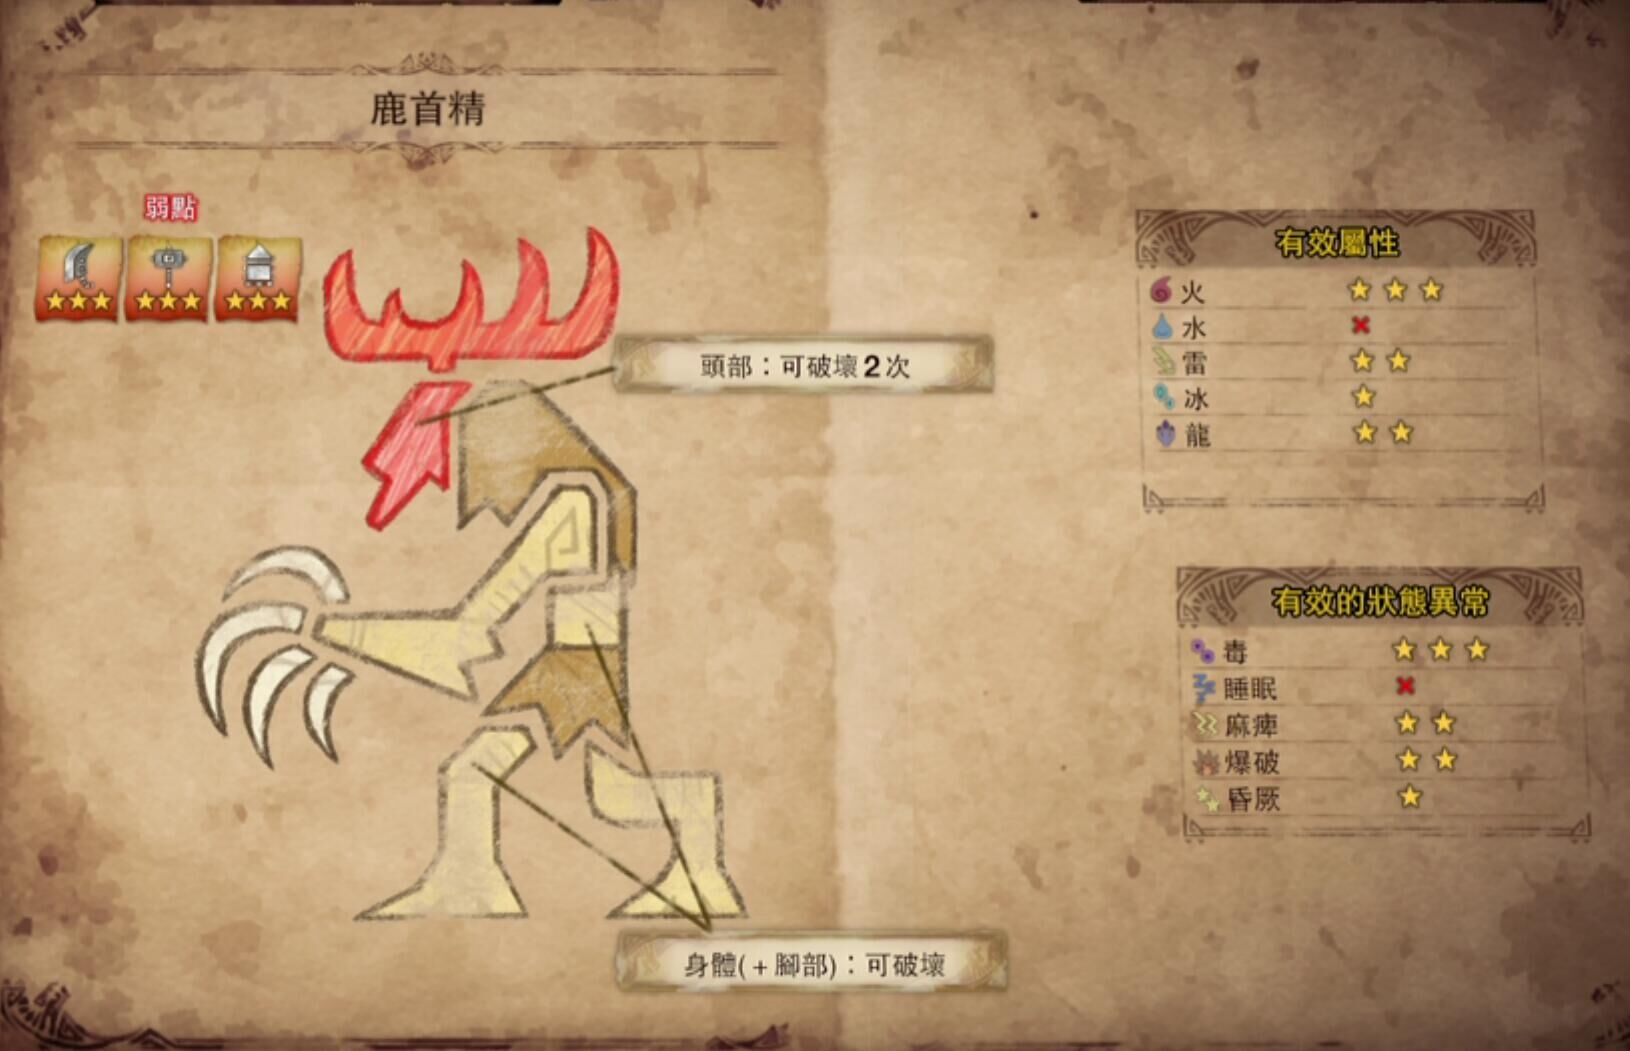 鹿首精
弱點
頭部：可破壞2次
身體(+腳部)：可破壞
有效屬性
火
水
雷
冰
龍
有效的狀態異常
毒
睡眠
麻痺
爆破
昏厥